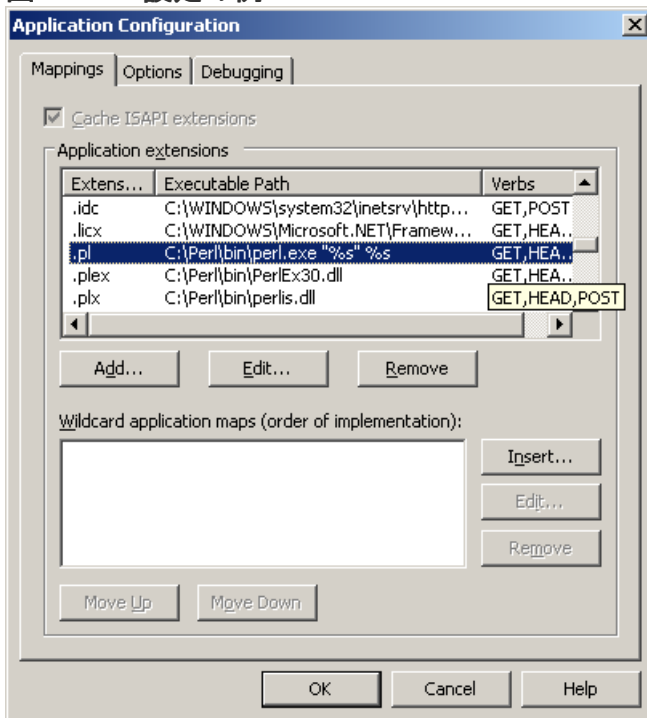 Application Configuration
Mappings
Options
Debugging
Cache ISAPI extensions
Application extensions
Extens... Executable Path Verbs
.idc C:\WINDOWS\system32\inetsrv\http... GET,POST
.licx C:\WINDOWS\Microsoft.NET\Framew... GET,HEA..
.pl C:\Perl\bin\perl.exe "%s" %s GET,HEA..
.plex C:\Perl\bin\PerlEx30.dll GET,HEA..
.plx C:\Perl\bin\perlis.dll GET,HEAD,POST
Add... Edit... Remove
Wildcard application maps (order of implementation):
Insert...
Edit...
Remove
Move Up Move Down
OK Cancel Help